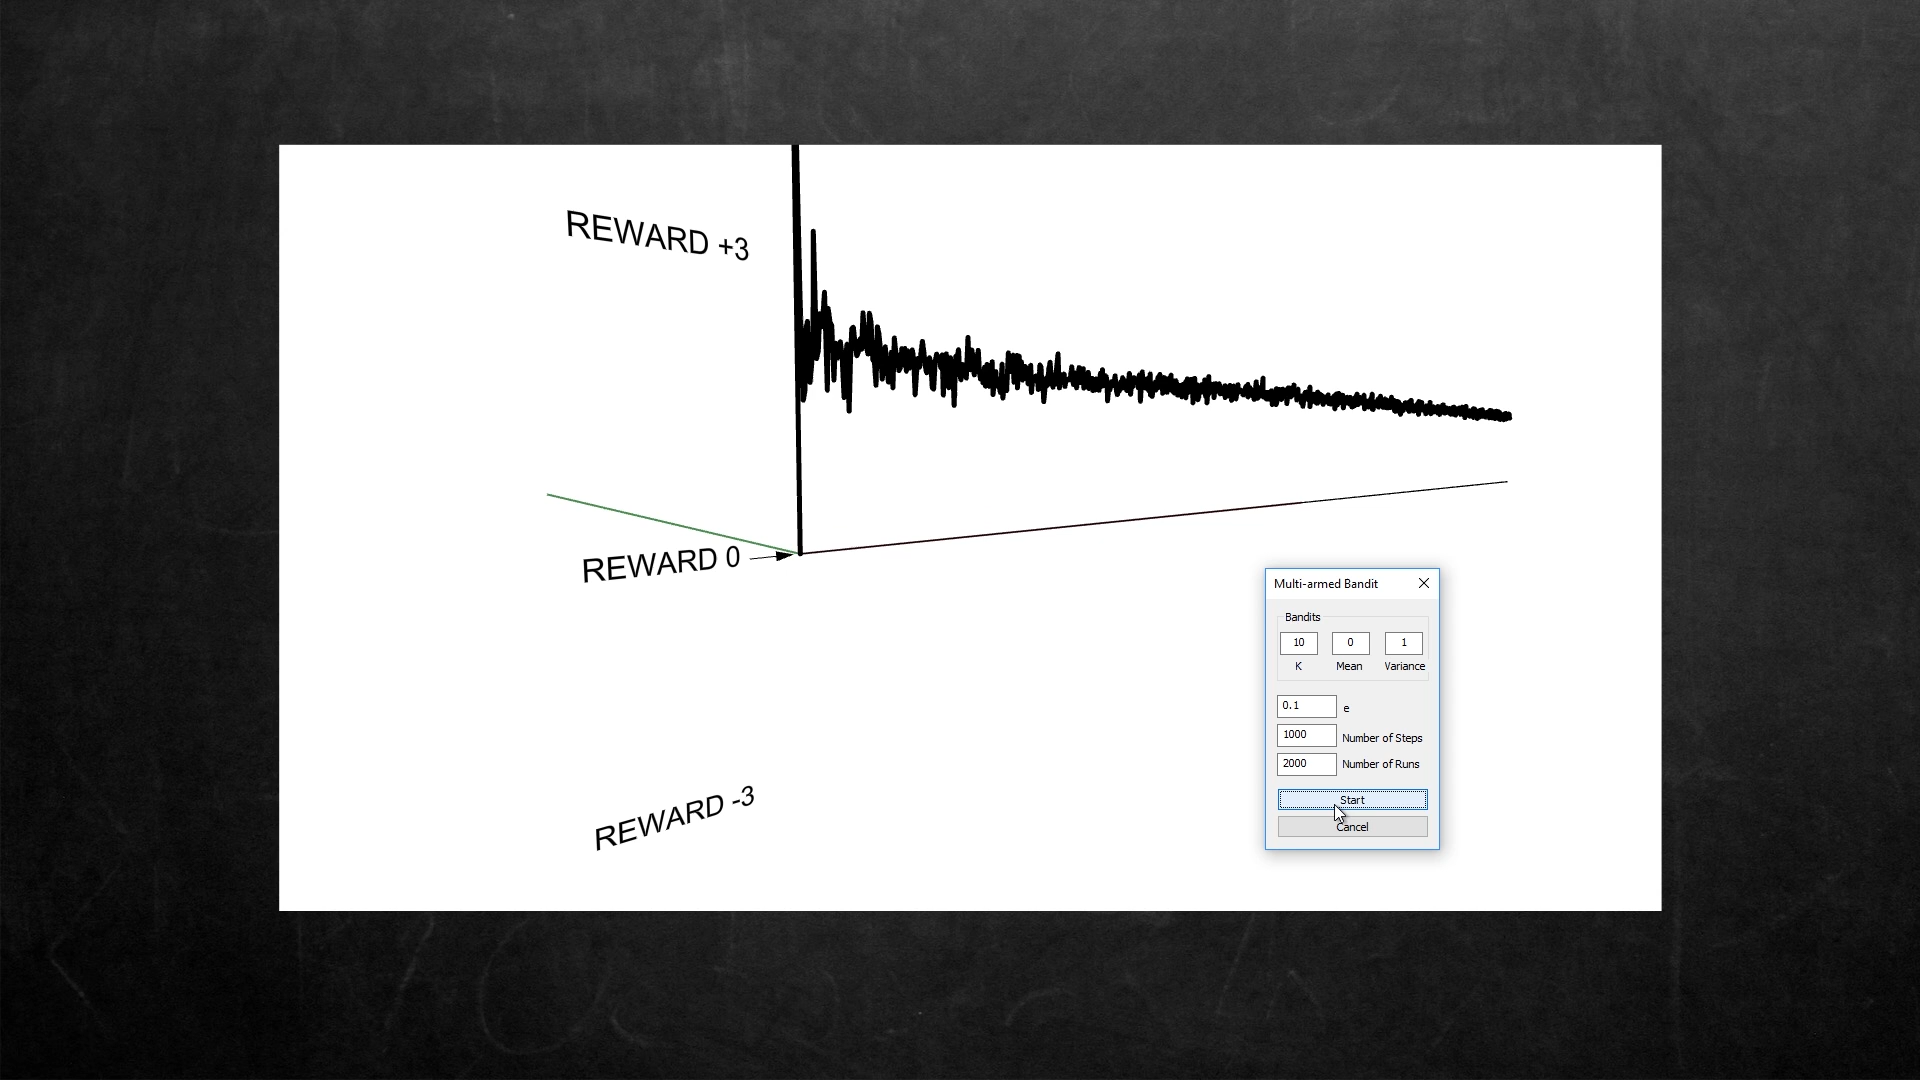 REWARD +3
REWARD 0
REWARD -3
Multi-armed Bandit
Bandits
10 0 1
K Mean Variance
0.1 e
1000 Number of Steps
2000 Number of Runs
Start
Cancel